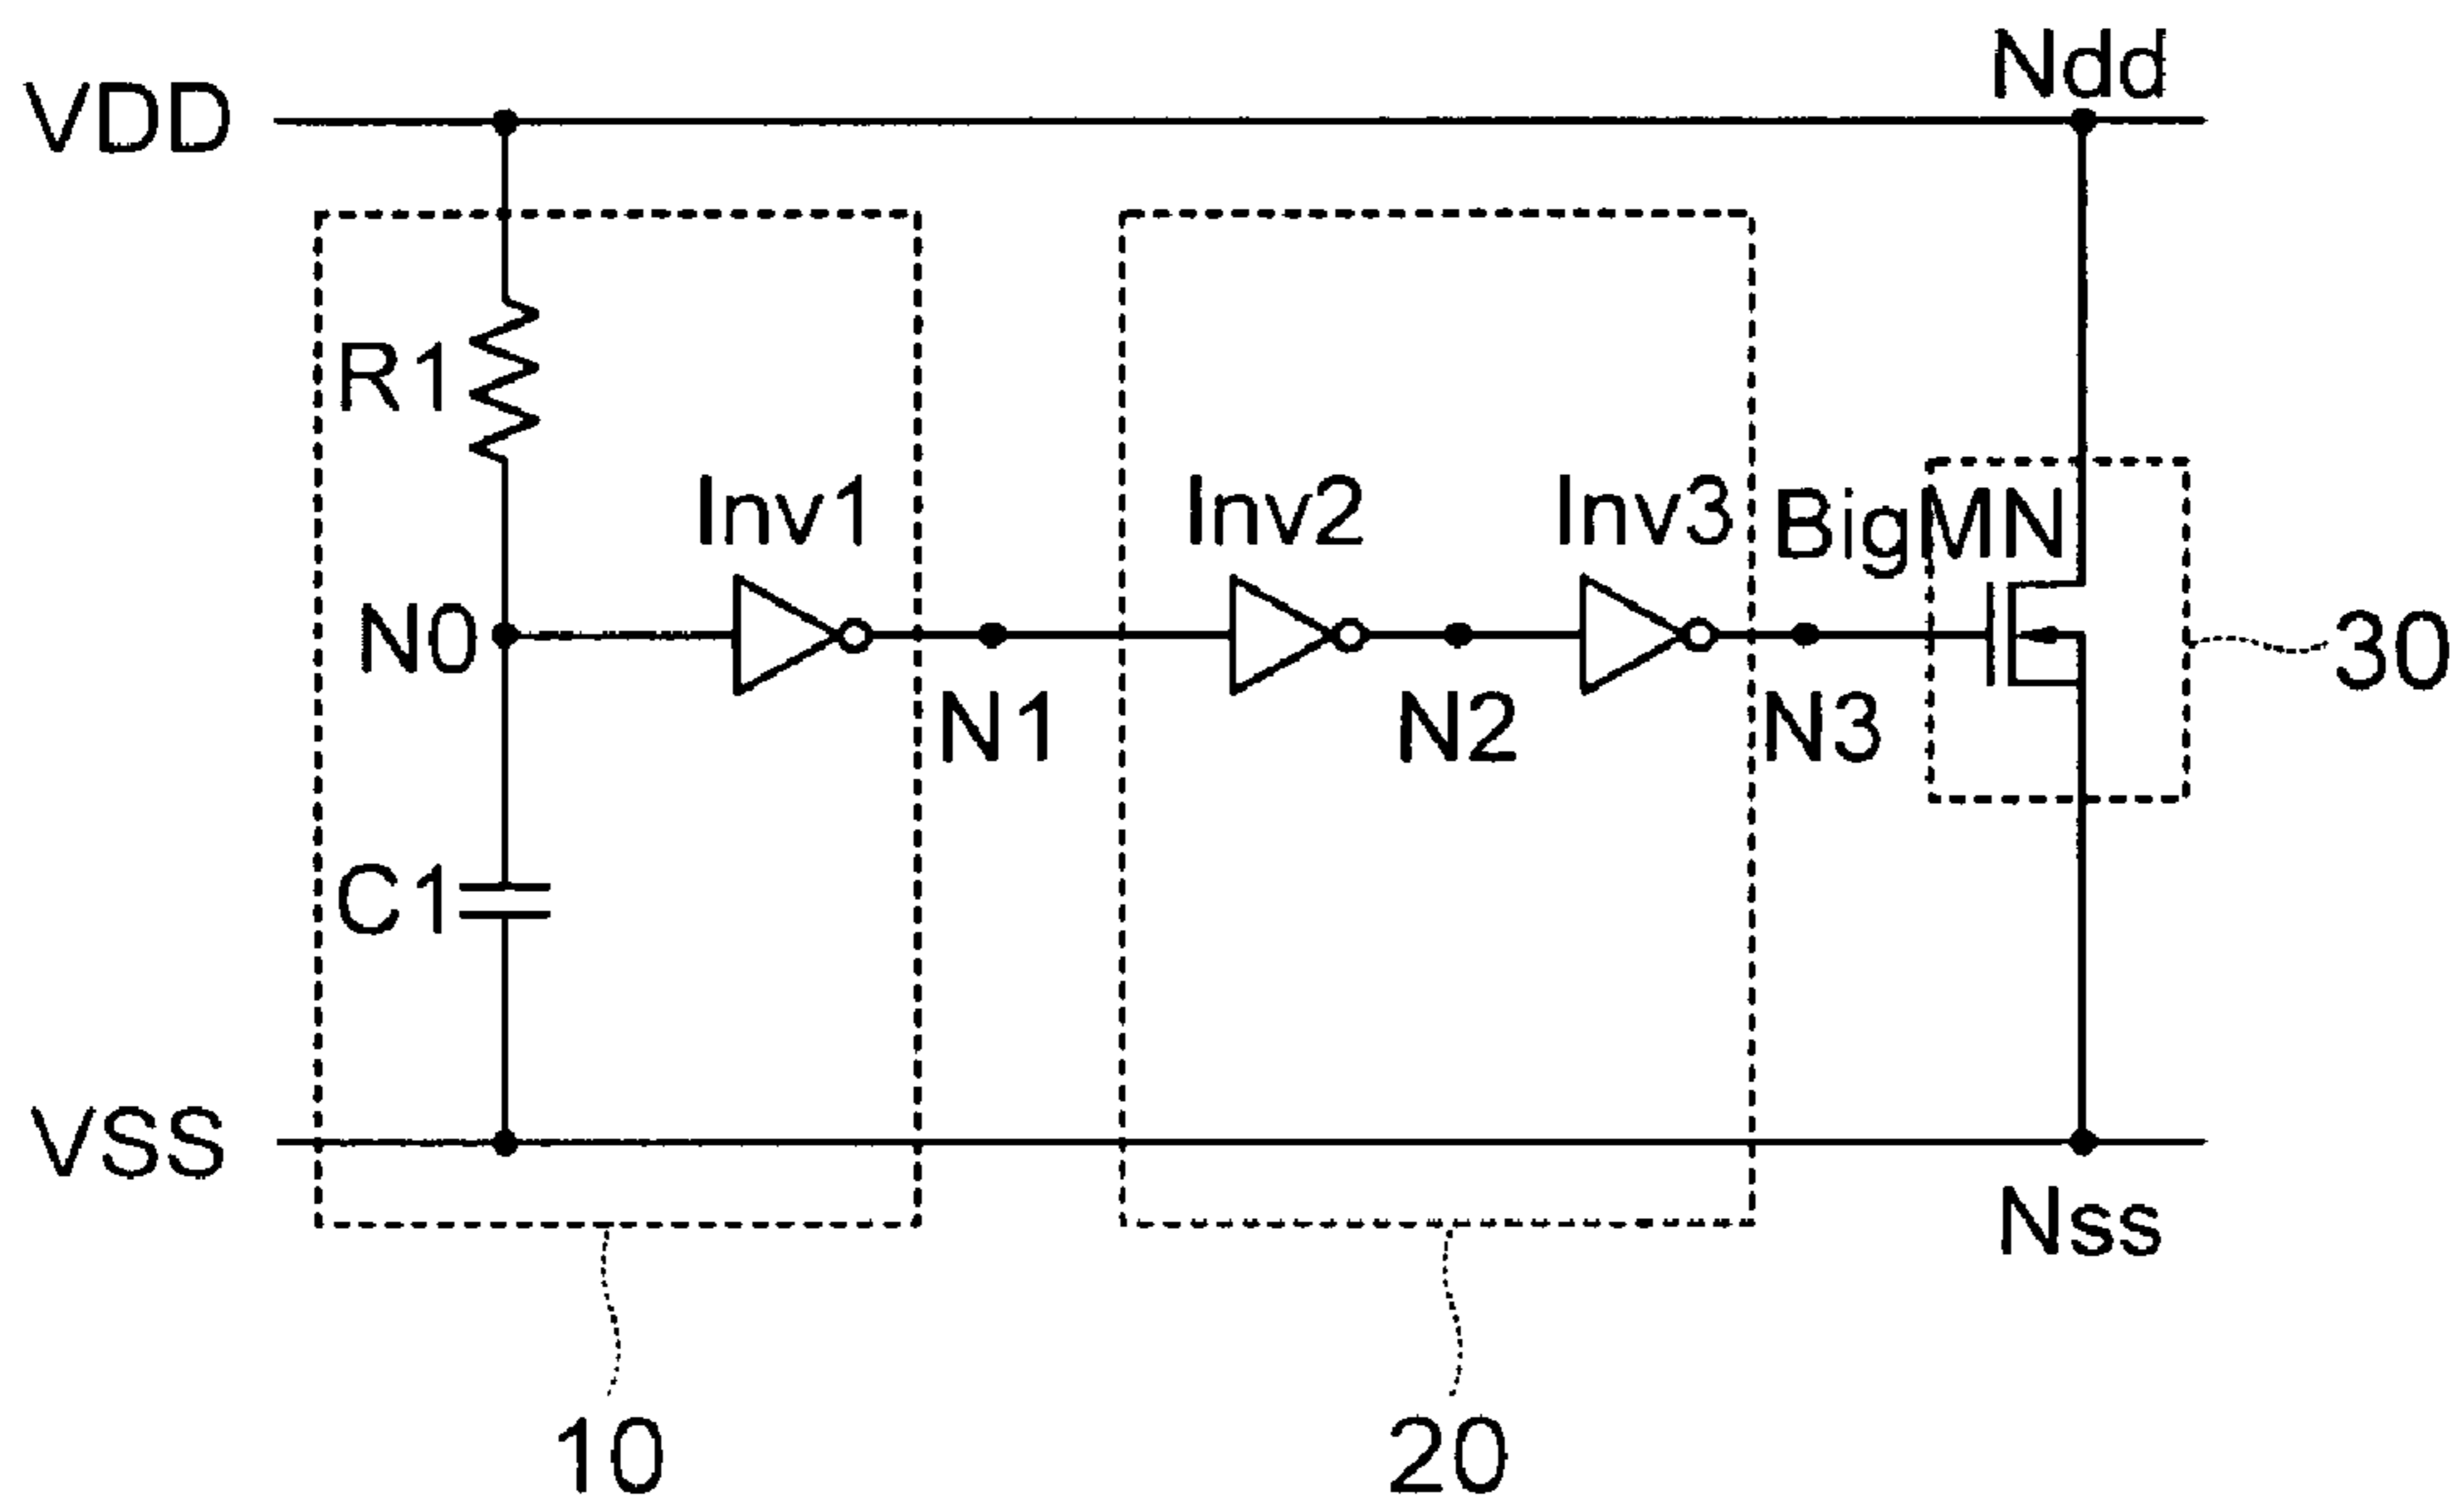 Ndd
VDD
R1
Inv1
Inv2
Inv3
BigMN
N0
30
N1
N2
N3
C1
VSS
Nss
10
20